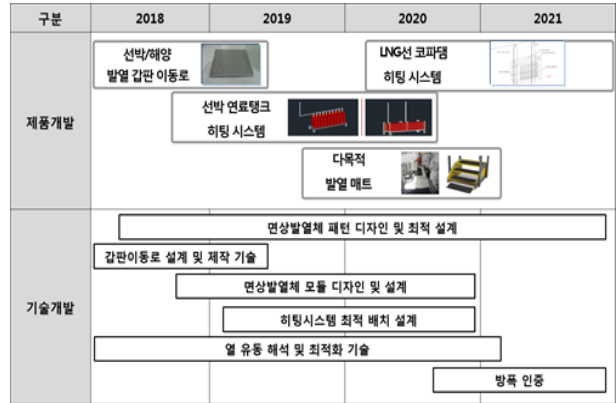 구분 2018 2019 2020 2021
제품개발
선박/해양
발열 갑판 이동로
LNG선 코파댐
히팅 시스템
선박 연료탱크
히팅 시스템
다목적
발열 매트
기술개발
면상발열체 패턴 디자인 및 최적 설계
갑판이동로 설계 및 제작 기술
면상발열체 모듈 디자인 및 설계
히팅시스템 최적 배치 설계
열 유동 해석 및 최적화 기술
방폭 인증